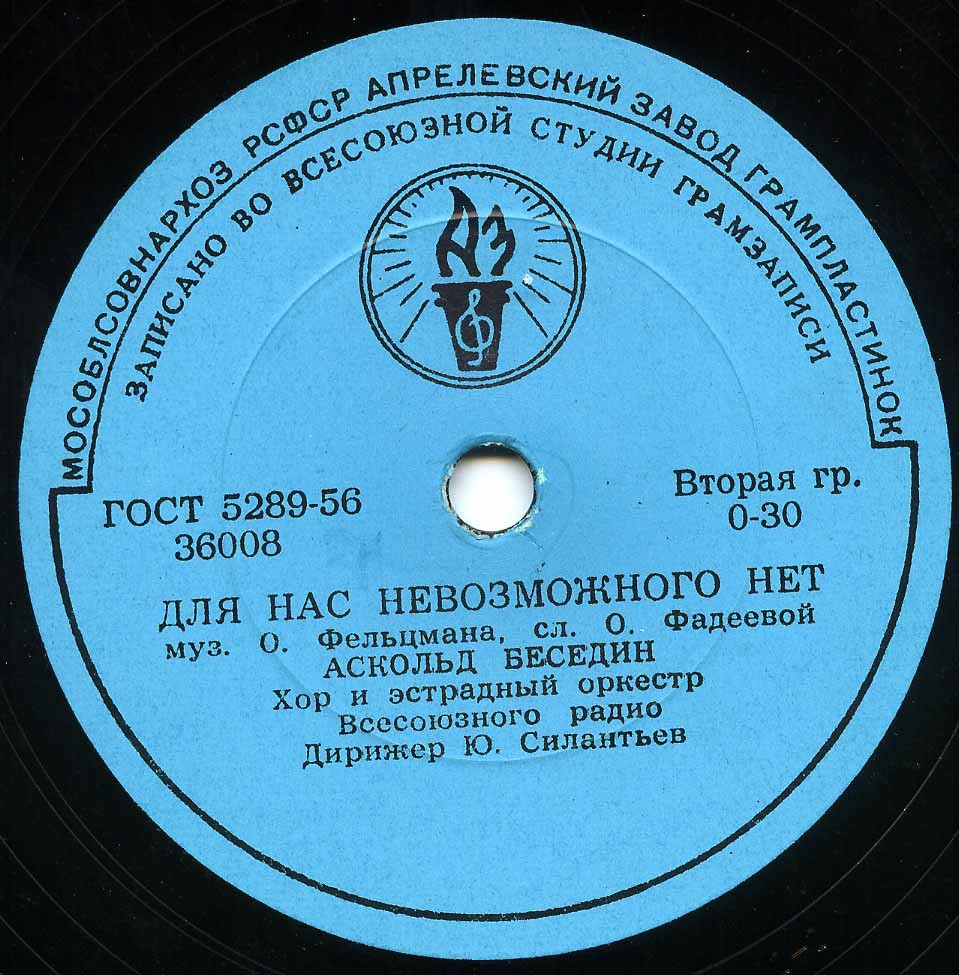 МОСОБЛСОВНАРХОЗ РСФСР АПРЕЛЕВСКИЙ ЗАВОД ГРАМПЛАСТИНОК
ЗАПИСАНО ВО ВСЕСОЮЗНОЙ СТУДИИ ГРАМЗАПИСИ
АЗ
ГОСТ 5289-56
36008
Вторая гр.
0-30
ДЛЯ НАС НЕВОЗМОЖНОГО НЕТ
муз. О. Фельцмана, сл. О. Фадеевой
АСКОЛЬД БЕСЕДИН
Хор и эстрадный оркестр
Всесоюзного радио
Дирижер Ю. Силантьев